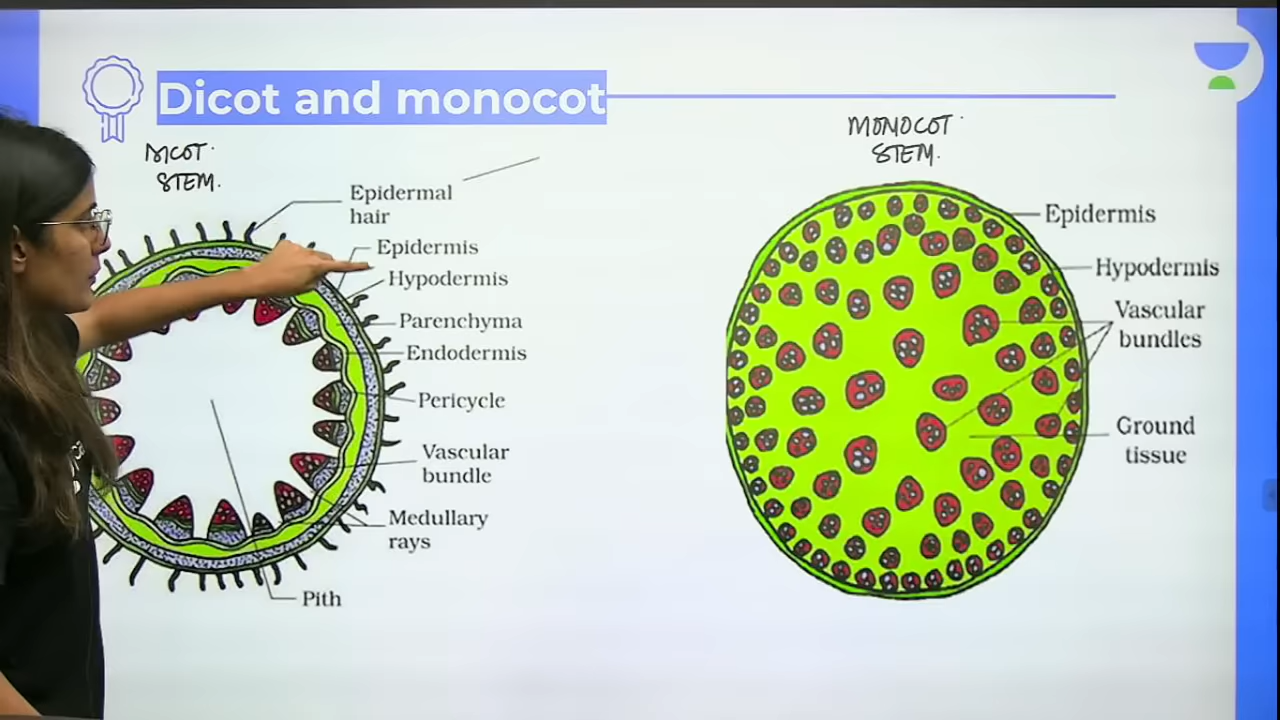 Dicot and monocot
DICOT
STEM.
Epidermal
hair
Epidermis
Hypodermis
Parenchyma
Endodermis
Pericycle
Vascular
bundle
Medullary
rays
Pith
MONOCOT
STEM.
Epidermis
Hypodermis
Vascular
bundles
Ground
tissue